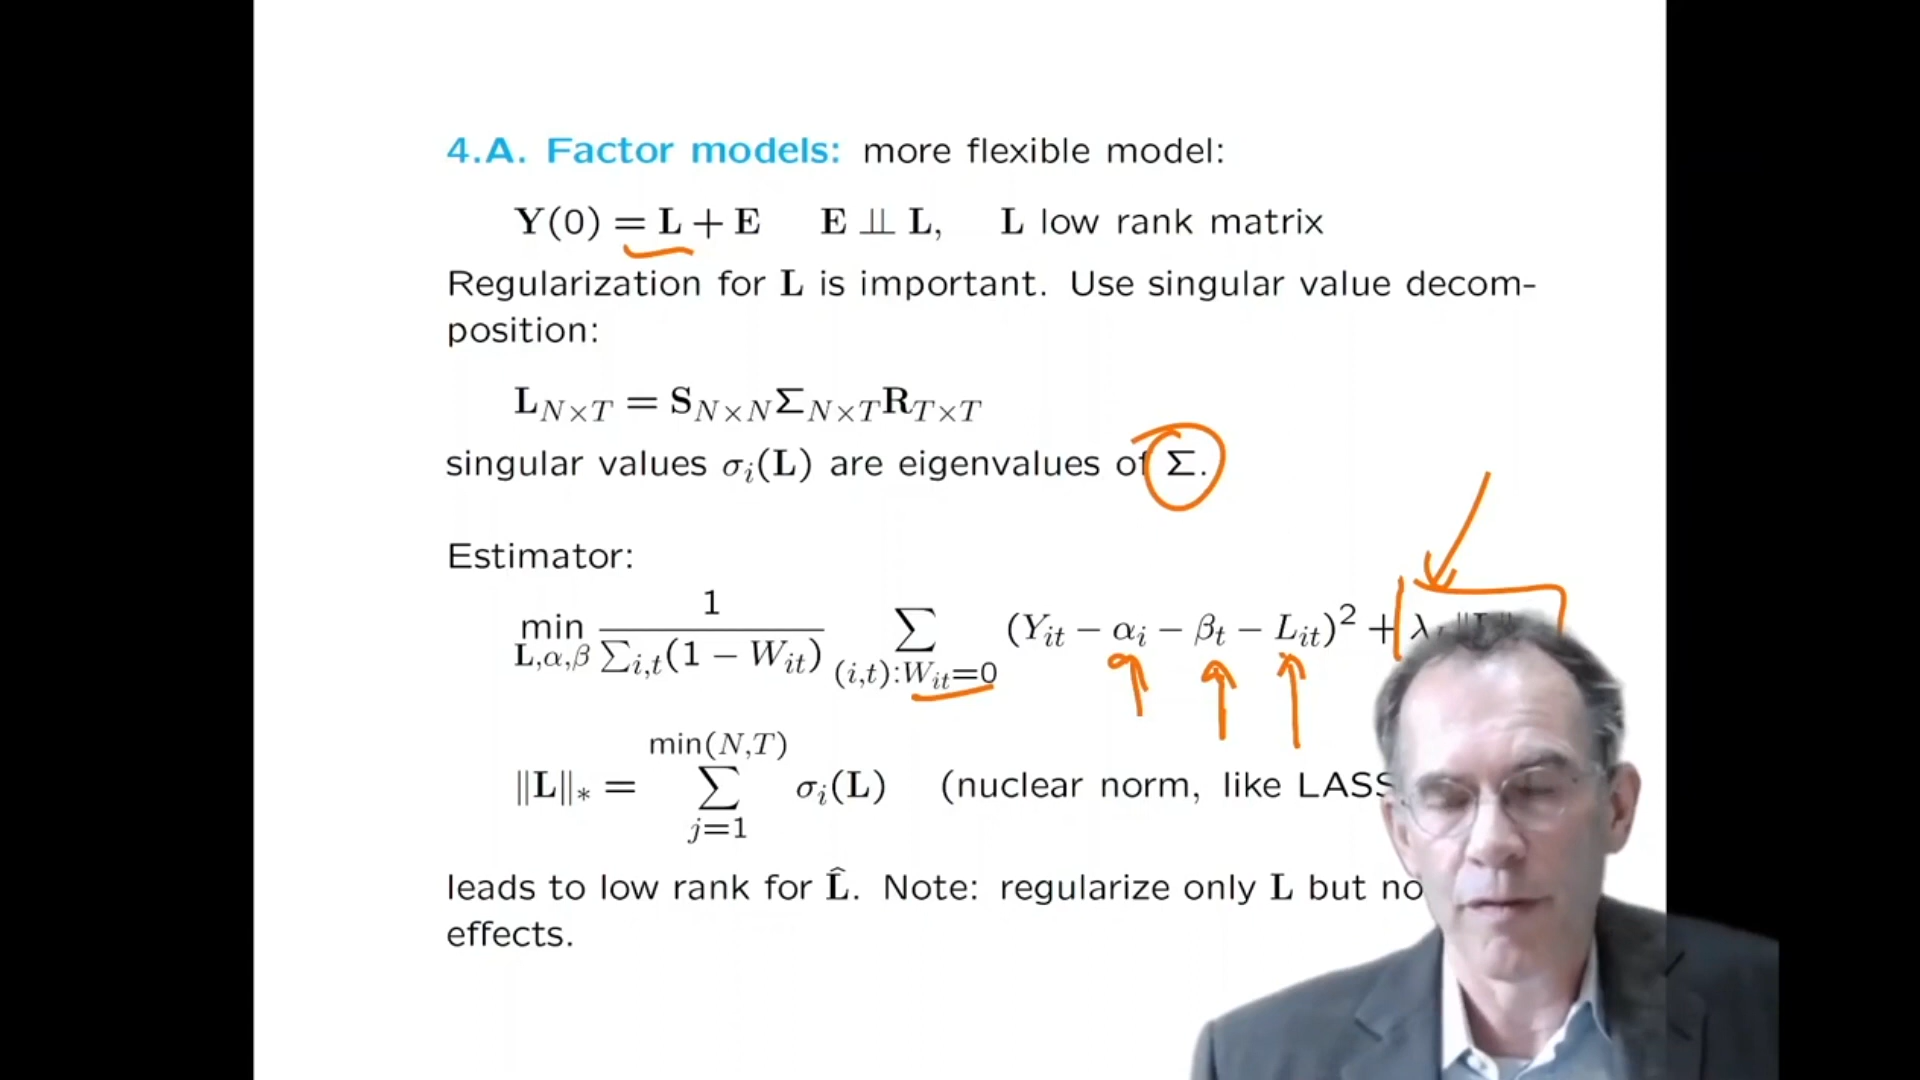 4.A. Factor models: more flexible model:
Y(0) = L + E E ⫫ L, L low rank matrix
Regularization for L is important. Use singular value decom-
position:
L_{N×T} = S_{N×N}Σ_{N×T}R_{T×T}
singular values σ_i(L) are eigenvalues of Σ.
Estimator:
min_{L,α,β} 1/(∑_{i,t}(1 − W_{it})) ∑_{(i,t):W_{it}=0} (Y_{it} − α_i − β_t − L_{it})² + λ
‖L‖_* = ∑_{j=1}^{min(N,T)} σ_i(L) (nuclear norm, like
leads to low rank for L̂. Note: regularize only L but
effects.